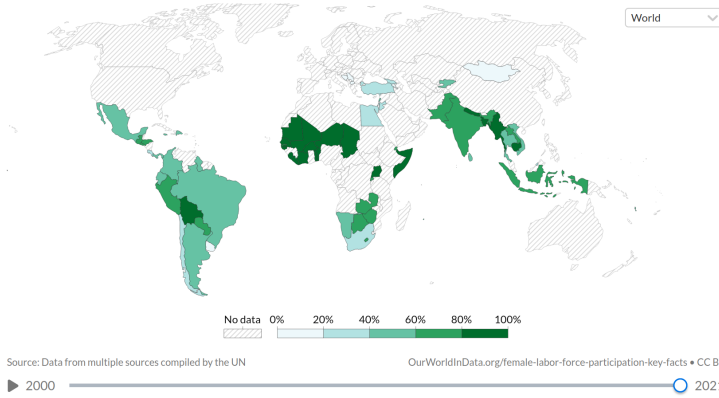 World
No data 0% 20% 40% 60% 80% 100%
Source: Data from multiple sources compiled by the UN
OurWorldInData.org/female-labor-force-participation-key-facts • CC B
2000
202